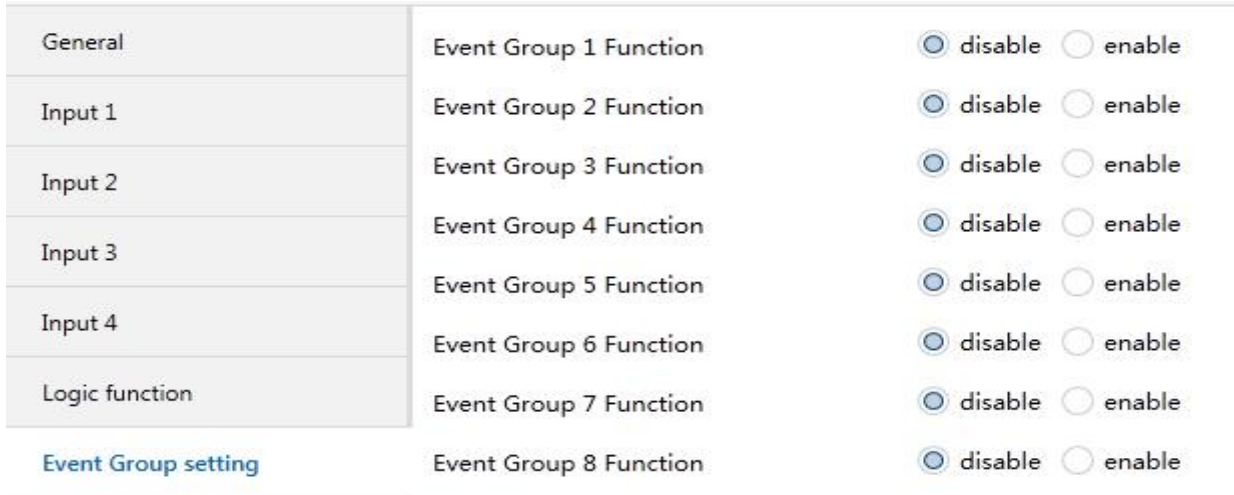 General
Input 1
Input 2
Input 3
Input 4
Logic function
Event Group setting
Event Group 1 Function disable enable
Event Group 2 Function disable enable
Event Group 3 Function disable enable
Event Group 4 Function disable enable
Event Group 5 Function disable enable
Event Group 6 Function disable enable
Event Group 7 Function disable enable
Event Group 8 Function disable enable